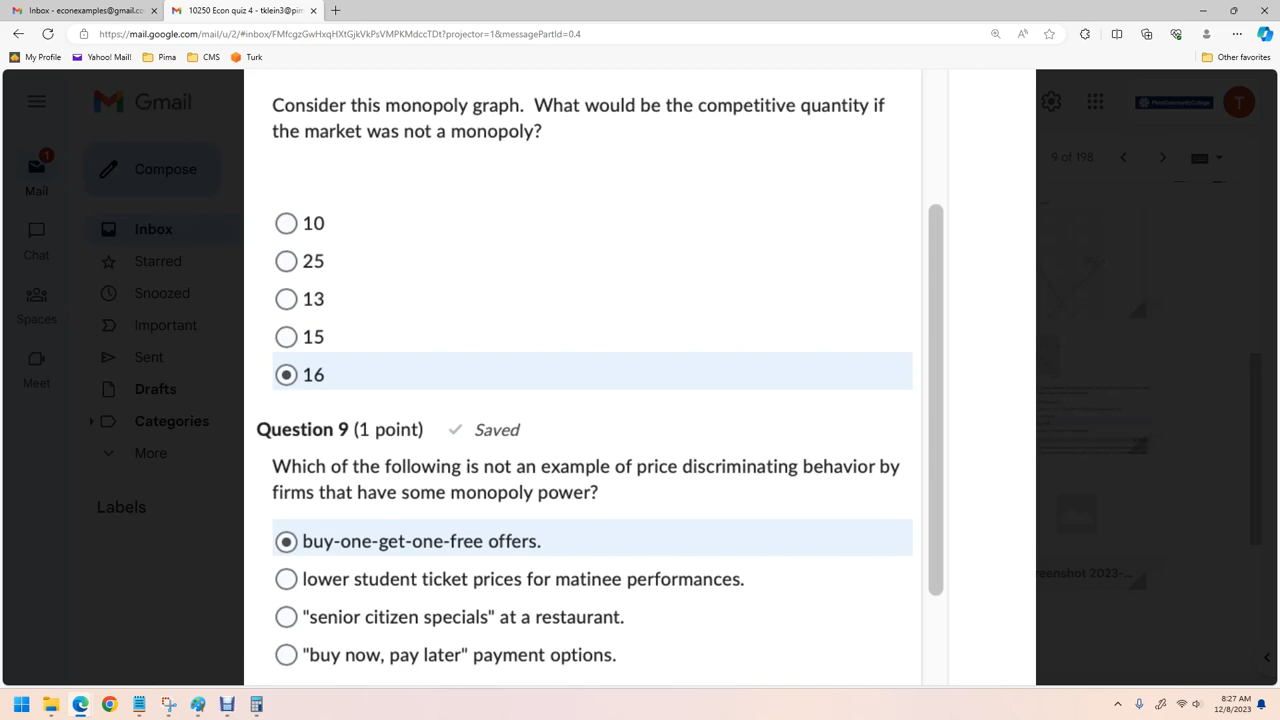 Inbox - econexamples@gmail.co
10250 Econ quiz 4 - tklein3@pim
https://mail.google.com/mail/u/2/#inbox/FMfcgzGwHxqHXtGjkVkPsVMPKMdccTDt?projector=1&messagePartId=0.4
My Profile
Yahoo! Mail!
Pima
CMS
Turk
Other favorites
Gmail
T
Compose
9 of 198
1
Mail
Chat
Spaces
Meet
Inbox
Starred
Snoozed
Important
Sent
Drafts
Categories
More
Labels
Consider this monopoly graph. What would be the competitive quantity if
the market was not a monopoly?
10
25
13
15
16
Question 9 (1 point) Saved
Which of the following is not an example of price discriminating behavior by
firms that have some monopoly power?
buy-one-get-one-free offers.
lower student ticket prices for matinee performances.
"senior citizen specials" at a restaurant.
"buy now, pay later" payment options.
reenshot 2023-...
8:27 AM
12/8/2023